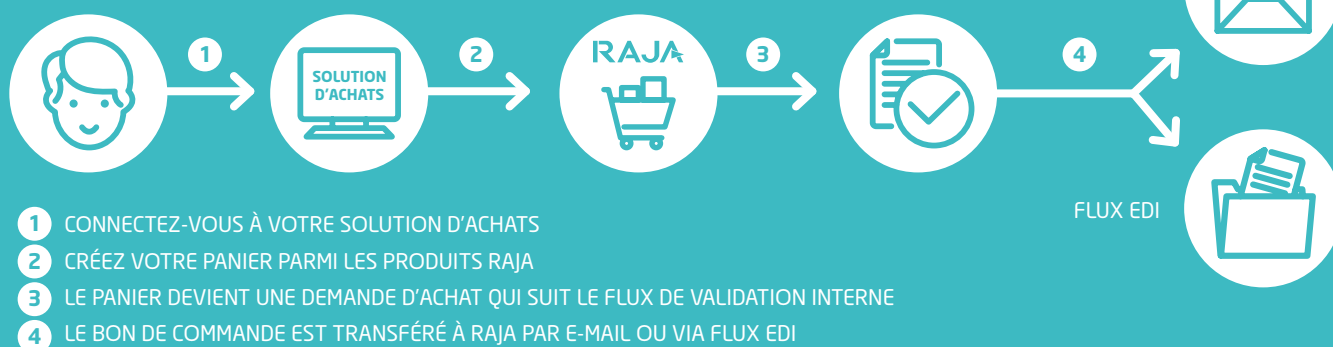 1
2
3
4
SOLUTION
D'ACHATS
RAJA
FLUX EDI
1 CONNECTEZ-VOUS À VOTRE SOLUTION D'ACHATS
2 CRÉEZ VOTRE PANIER PARMI LES PRODUITS RAJA
3 LE PANIER DEVIENT UNE DEMANDE D'ACHAT QUI SUIT LE FLUX DE VALIDATION INTERNE
4 LE BON DE COMMANDE EST TRANSFÉRÉ À RAJA PAR E-MAIL OU VIA FLUX EDI